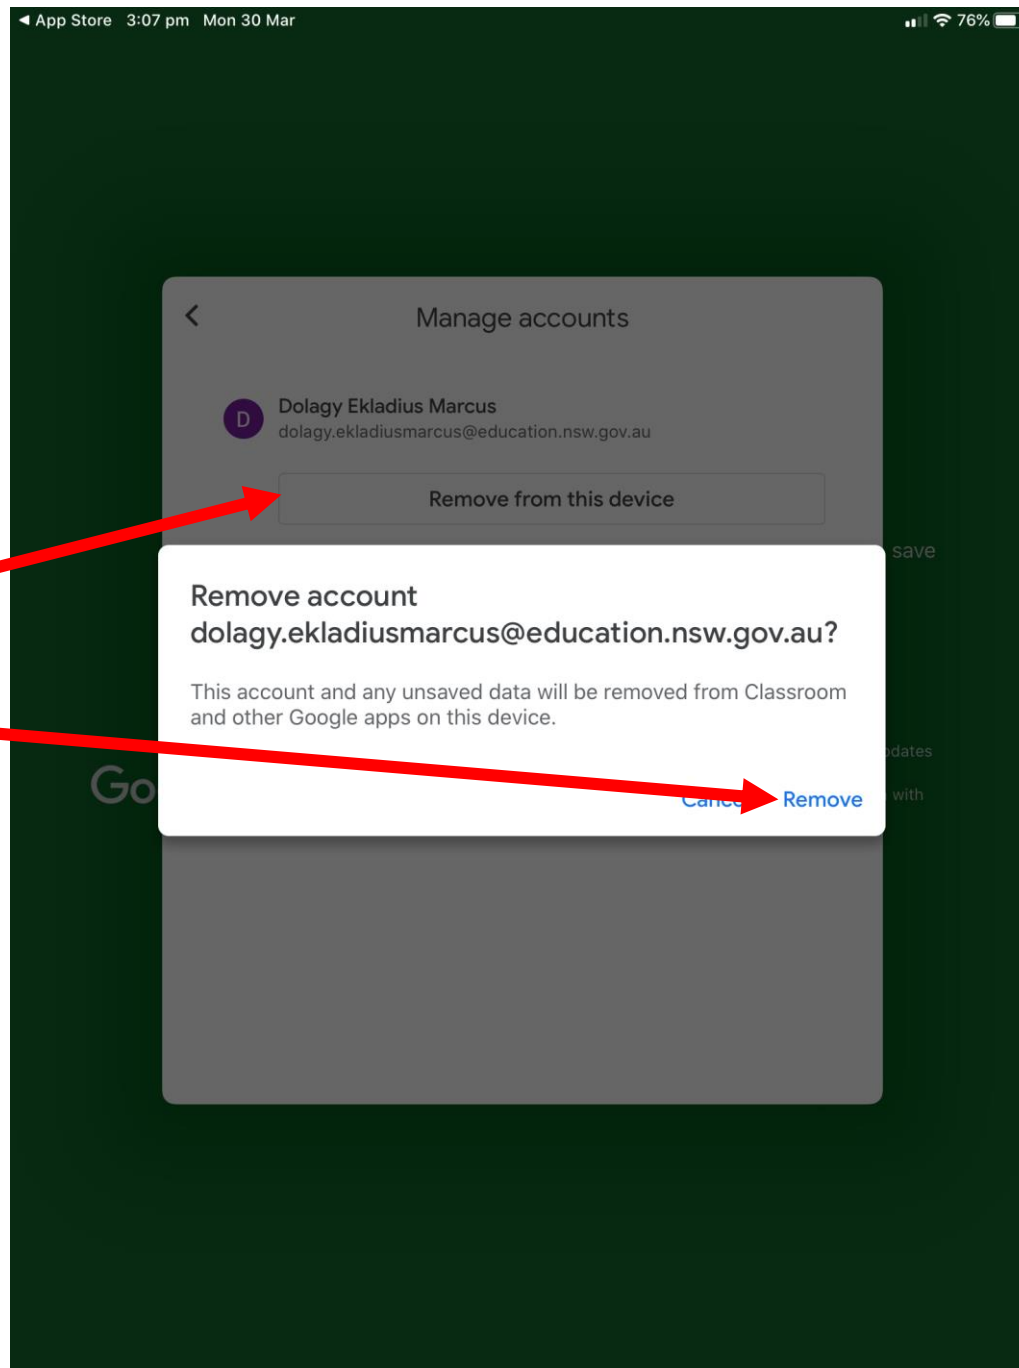 App Store 3:07 pm Mon 30 Mar 76%
Manage accounts
D
Dolagy Ekladius Marcus
dolagy.ekladiusmarcus@education.nsw.gov.au
Remove from this device
save
Remove account
dolagy.ekladiusmarcus@education.nsw.gov.au?
This account and any unsaved data will be removed from Classroom
and other Google apps on this device.
Go
with
Remove